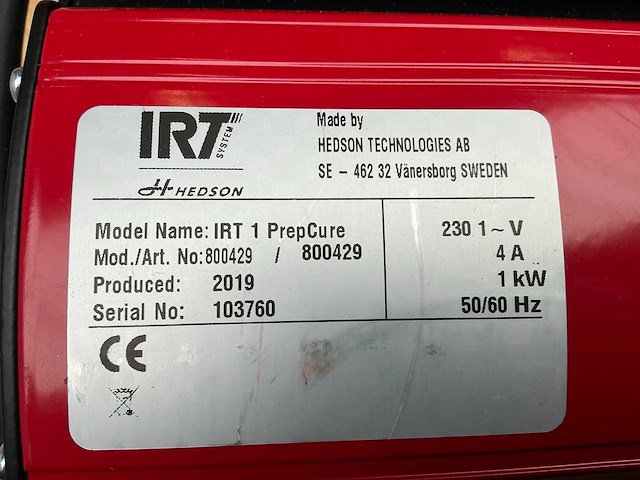 IRT SYSTEM
HEDSON
Made by
HEDSON TECHNOLOGIES AB
SE - 462 32 Vänersborg SWEDEN
Model Name: IRT 1 PrepCure
Mod./Art. No: 800429 / 800429
Produced: 2019
Serial No: 103760
230 1~ V
4 A
1 kW
50/60 Hz
CE